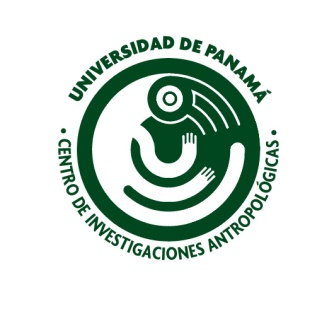 UNIVERSIDAD DE PANAMÁ
• CENTRO DE INVESTIGACIONES ANTROPOLÓGICAS •